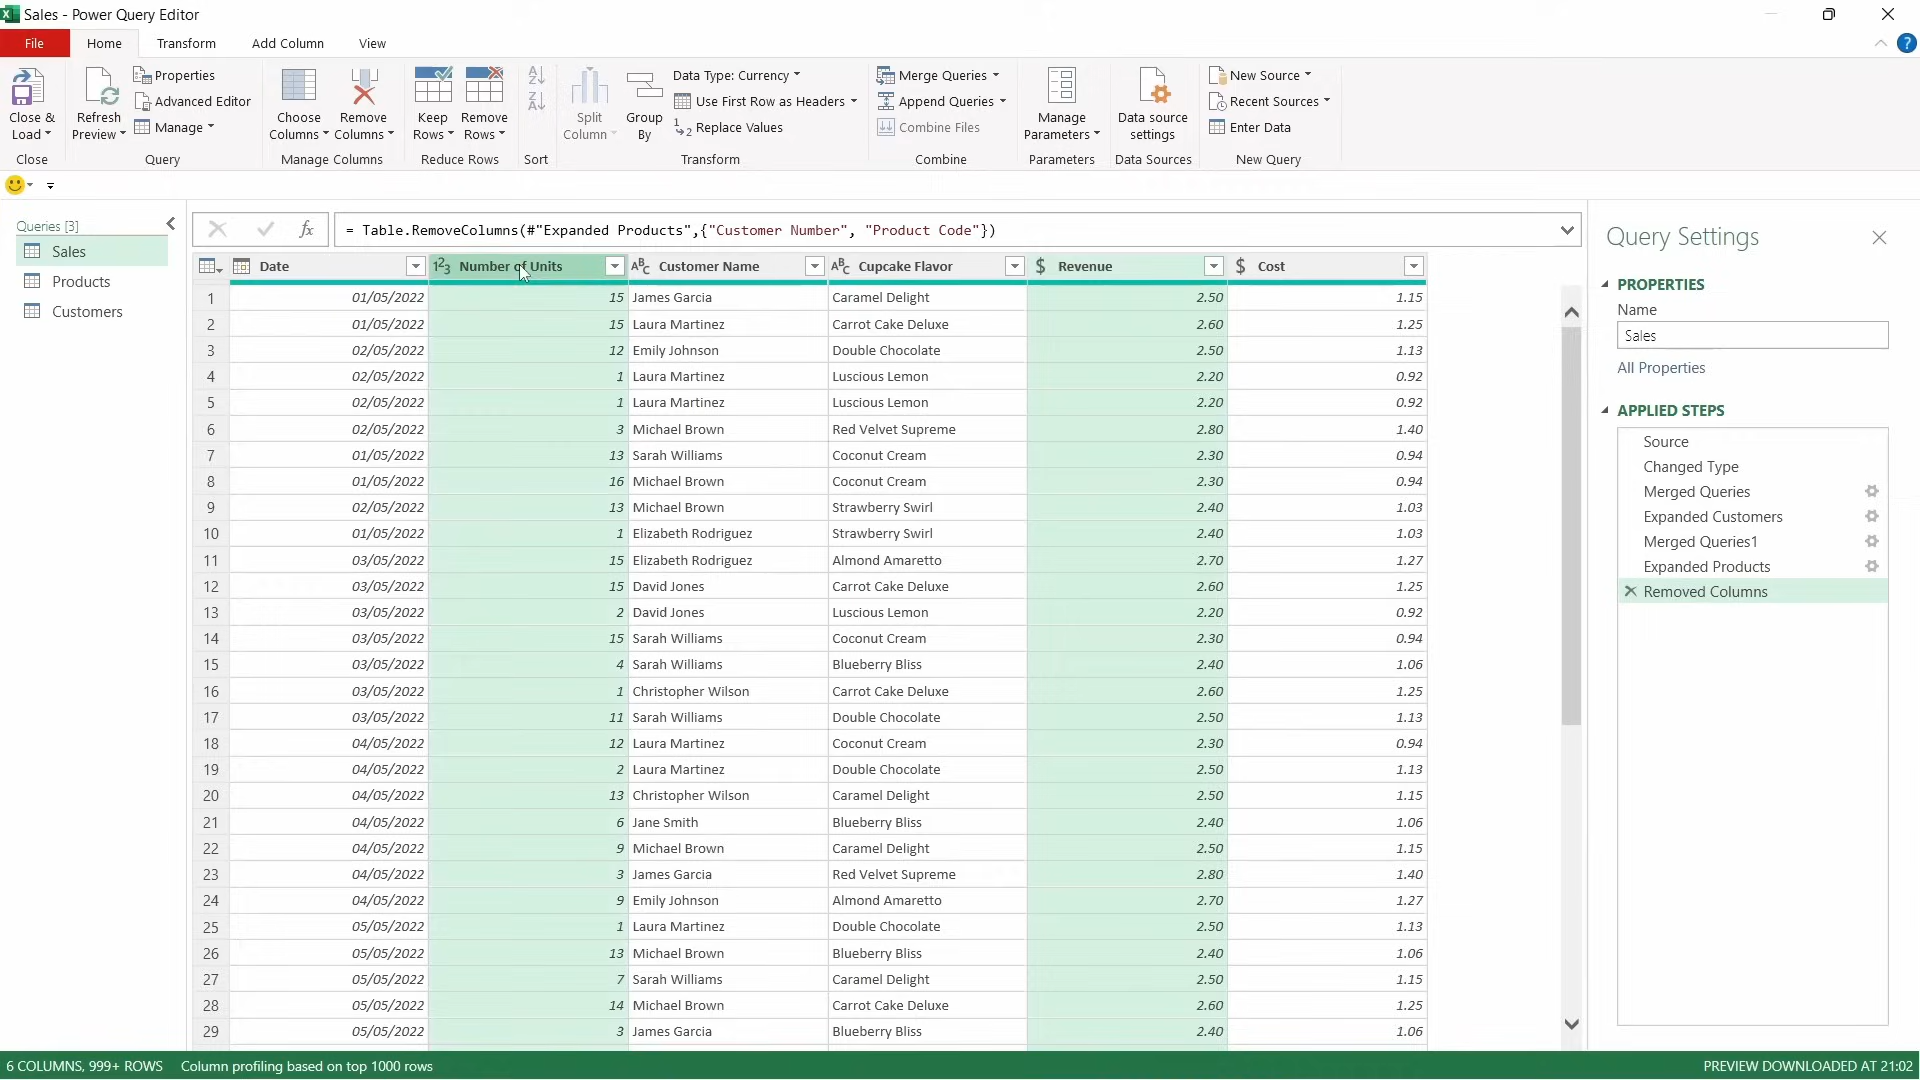 Sales - Power Query Editor
File Home Transform Add Column View ?
Close & Load
Close
Refresh Preview
Properties
Advanced Editor
Manage
Query
Choose Columns
Remove Columns
Manage Columns
Keep Rows
Remove Rows
Reduce Rows
A Z
Z A
Sort
Split Column
Group By
Data Type: Currency
Use First Row as Headers
1 2 Replace Values
Transform
Merge Queries
Append Queries
Combine Files
Combine
Manage Parameters
Parameters
Data source settings
Data Sources
New Source
Recent Sources
Enter Data
New Query
Queries [3]
Sales
Products
Customers
fx = Table.RemoveColumns(#"Expanded Products",{"Customer Number", "Product Code"})
Date 123 Number of Units ABC Customer Name ABC Cupcake Flavor $ Revenue $ Cost
1 01/05/2022 15 James Garcia Caramel Delight 2.50 1.15
2 01/05/2022 15 Laura Martinez Carrot Cake Deluxe 2.60 1.25
3 02/05/2022 12 Emily Johnson Double Chocolate 2.50 1.13
4 02/05/2022 1 Laura Martinez Luscious Lemon 2.20 0.92
5 02/05/2022 1 Laura Martinez Luscious Lemon 2.20 0.92
6 02/05/2022 3 Michael Brown Red Velvet Supreme 2.80 1.40
7 01/05/2022 13 Sarah Williams Coconut Cream 2.30 0.94
8 01/05/2022 16 Michael Brown Coconut Cream 2.30 0.94
9 02/05/2022 13 Michael Brown Strawberry Swirl 2.40 1.03
10 01/05/2022 1 Elizabeth Rodriguez Strawberry Swirl 2.40 1.03
11 03/05/2022 15 Elizabeth Rodriguez Almond Amaretto 2.70 1.27
12 03/05/2022 15 David Jones Carrot Cake Deluxe 2.60 1.25
13 03/05/2022 2 David Jones Luscious Lemon 2.20 0.92
14 03/05/2022 15 Sarah Williams Coconut Cream 2.30 0.94
15 03/05/2022 4 Sarah Williams Blueberry Bliss 2.40 1.06
16 03/05/2022 1 Christopher Wilson Carrot Cake Deluxe 2.60 1.25
17 03/05/2022 11 Sarah Williams Double Chocolate 2.50 1.13
18 04/05/2022 12 Laura Martinez Coconut Cream 2.30 0.94
19 04/05/2022 2 Laura Martinez Double Chocolate 2.50 1.13
20 04/05/2022 13 Christopher Wilson Caramel Delight 2.50 1.15
21 04/05/2022 6 Jane Smith Blueberry Bliss 2.40 1.06
22 04/05/2022 9 Michael Brown Caramel Delight 2.50 1.15
23 04/05/2022 3 James Garcia Red Velvet Supreme 2.80 1.40
24 04/05/2022 9 Emily Johnson Almond Amaretto 2.70 1.27
25 05/05/2022 1 Laura Martinez Double Chocolate 2.50 1.13
26 05/05/2022 13 Michael Brown Blueberry Bliss 2.40 1.06
27 05/05/2022 7 Sarah Williams Caramel Delight 2.50 1.15
28 05/05/2022 14 Michael Brown Carrot Cake Deluxe 2.60 1.25
29 05/05/2022 3 James Garcia Blueberry Bliss 2.40 1.06
Query Settings
PROPERTIES
Name
Sales
All Properties
APPLIED STEPS
Source
Changed Type
Merged Queries
Expanded Customers
Merged Queries1
Expanded Products
Removed Columns
6 COLUMNS, 999+ ROWS Column profiling based on top 1000 rows PREVIEW DOWNLOADED AT 21:02